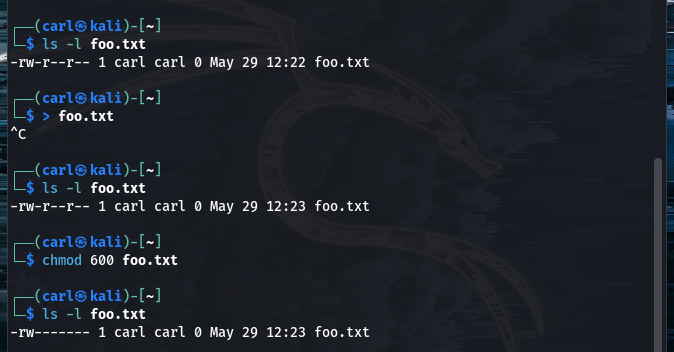 ┌──(carl㉿kali)-[~]
└─$ ls -l foo.txt
-rw-r--r-- 1 carl carl 0 May 29 12:22 foo.txt
┌──(carl㉿kali)-[~]
└─$ > foo.txt
^C
┌──(carl㉿kali)-[~]
└─$ ls -l foo.txt
-rw-r--r-- 1 carl carl 0 May 29 12:23 foo.txt
┌──(carl㉿kali)-[~]
└─$ chmod 600 foo.txt
┌──(carl㉿kali)-[~]
└─$ ls -l foo.txt
-rw------- 1 carl carl 0 May 29 12:23 foo.txt